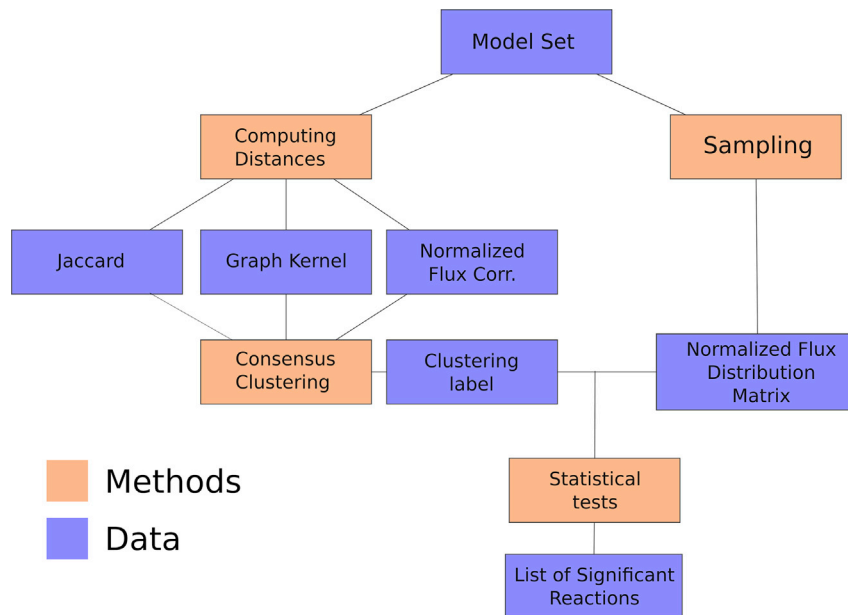 Model Set
Computing
Distances
Sampling
Jaccard
Graph Kernel
Normalized
Flux Corr.
Consensus
Clustering
Clustering
label
Normalized Flux
Distribution
Matrix
Methods
Data
Statistical
tests
List of Significant
Reactions